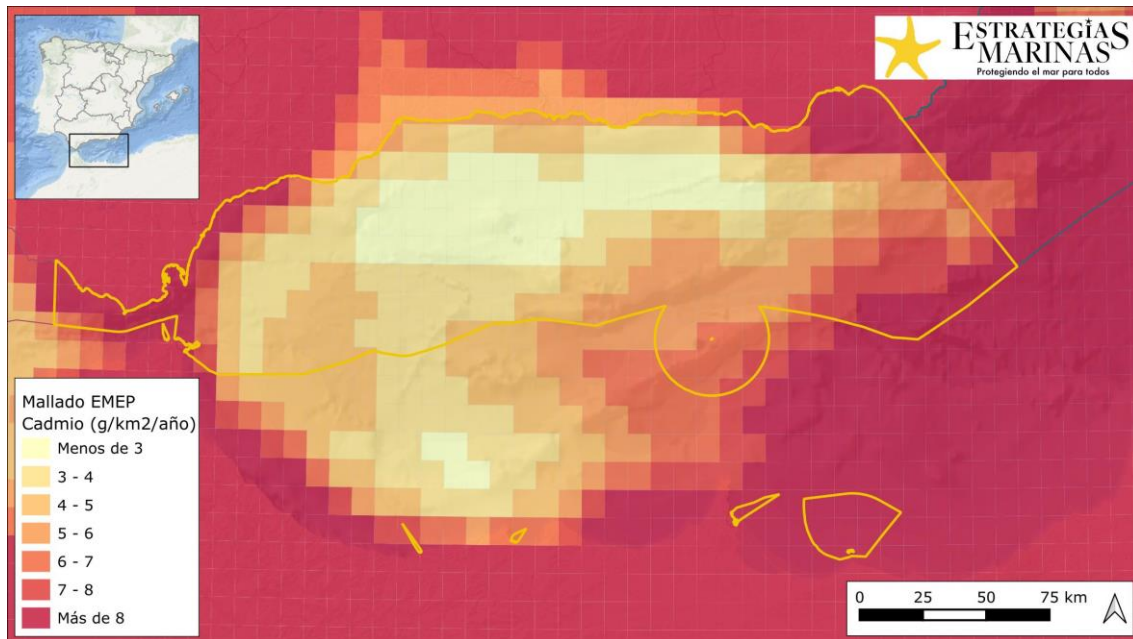 ESTRATEGIAS
MARINAS
Protegiendo el mar para todos
Mallado EMEP
Cadmio (g/km2/año)
Menos de 3
3 - 4
4 - 5
5 - 6
6 - 7
7 - 8
Más de 8
0 25 50 75 km